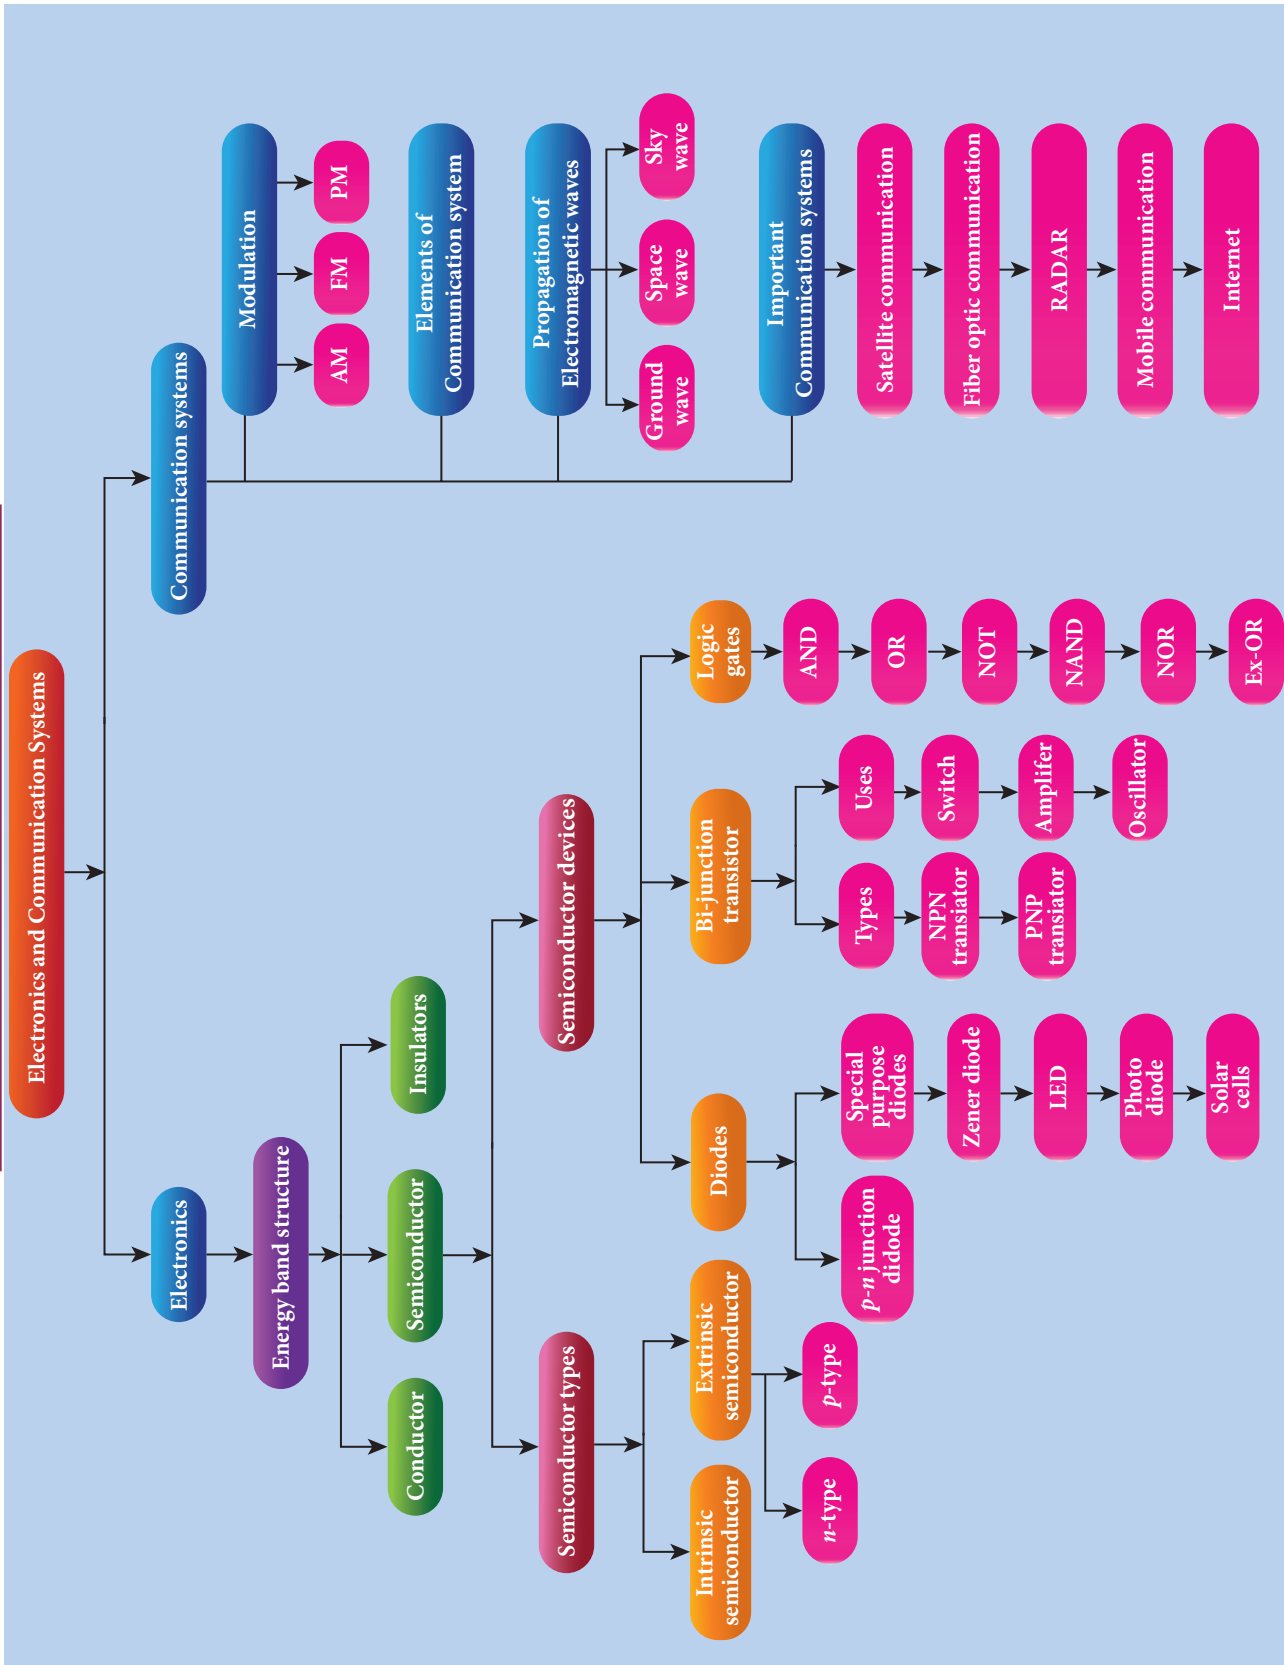 Electronics and Communication Systems
Electronics
Energy band structure
Conductor
Semiconductor
Insulators
Semiconductor types
Intrinsic
semiconductor
Extrinsic
semiconductor
n-type
p-type
Semiconductor devices
Diodes
p-n junction
didode
Special
purpose
diodes
Zener diode
LED
Photo
diode
Solar
cells
Bi-junction
transistor
Types
NPN
transiator
PNP
transiator
Uses
Switch
Amplifer
Oscillator
Logic
gates
AND
OR
NOT
NAND
NOR
Ex-OR
Communication systems
Modulation
AM
FM
PM
Elements of
Communication system
Propagation of
Electromagnetic waves
Ground
wave
Space
wave
Sky
wave
Important
Communication systems
Satellite communication
Fiber optic communication
RADAR
Mobile communication
Internet